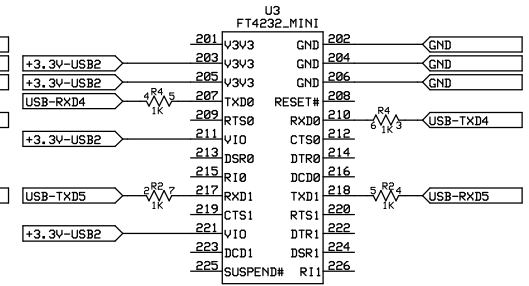 U3
FT4232_MINI
201 V3V3 GND 202 GND
+3.3V-USB2 203 V3V3 GND 204 GND
+3.3V-USB2 205 V3V3 GND 206 GND
USB-RXD4 4 R4 5 1K 207 TXD0 RESET# 208
209 RTS0 RXD0 210 6 R4 3 1K USB-TXD4
+3.3V-USB2 211 VIO CTS0 212
213 DSR0 DTR0 214
215 RI0 DCD0 216
USB-TXD5 2 R2 7 1K 217 RXD1 TXD1 218 5 R2 4 1K USB-RXD5
219 CTS1 RTS1 220
+3.3V-USB2 221 VIO DTR1 222
223 DCD1 DSR1 224
225 SUSPEND# RI1 226